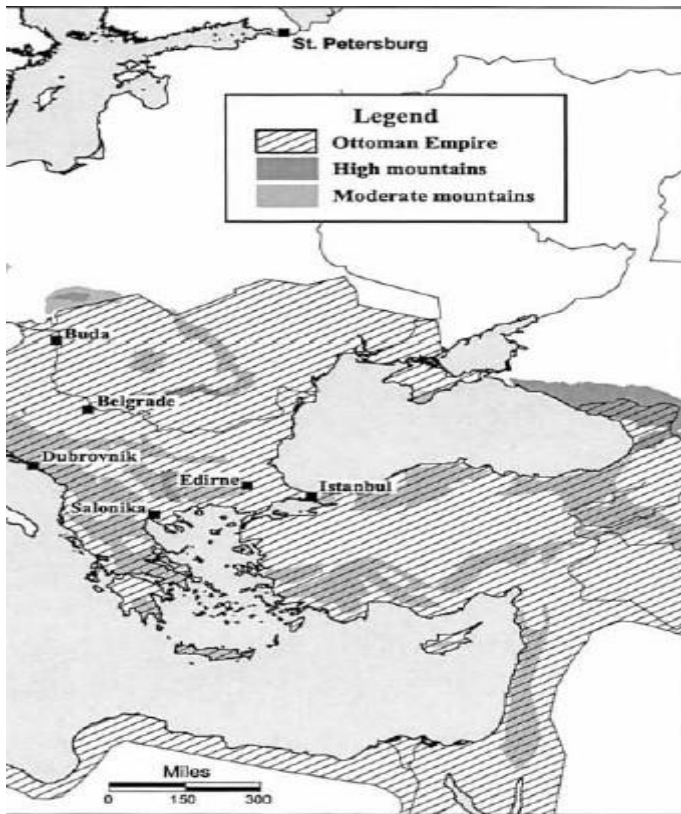 St. Petersburg
Legend
Ottoman Empire
High mountains
Moderate mountains
Buda
Belgrade
Dubrovnik
Edirne
Istanbul
Salonika
Miles
0 150 300